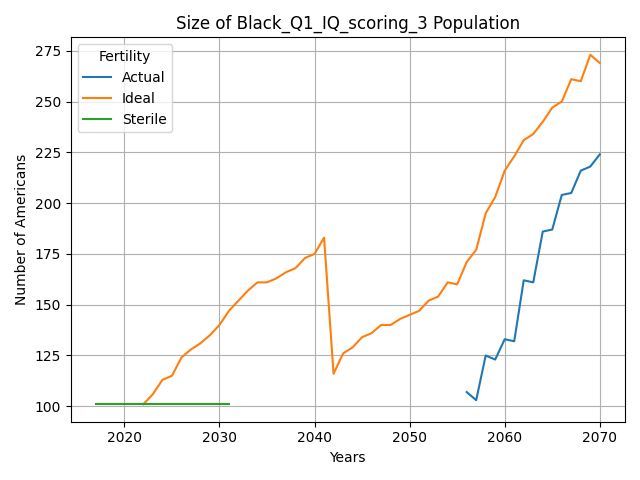 Size of Black_Q1_IQ_scoring_3 Population
Number of Americans
275
250
225
200
175
150
125
100
Fertility
Actual
Ideal
Sterile
2020
2030
2040
2050
2060
2070
Years